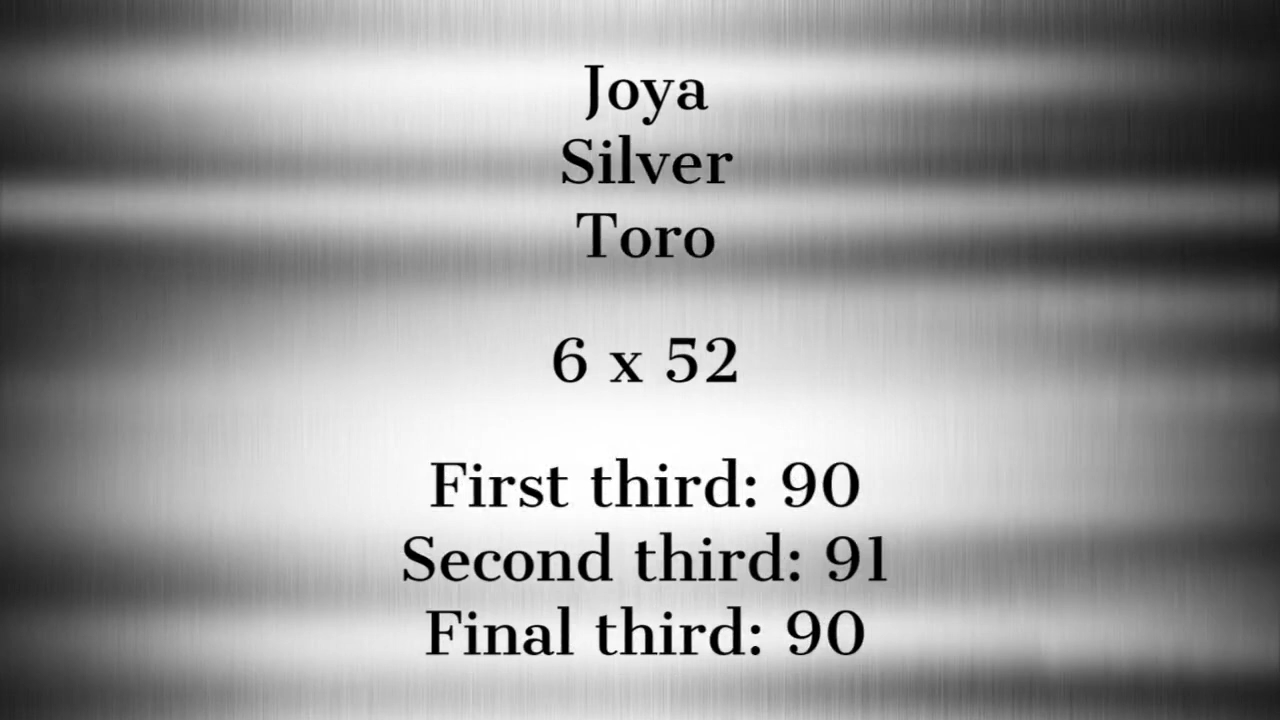 Joya
Silver
Toro
6 x 52
First third: 90
Second third: 91
Final third: 90